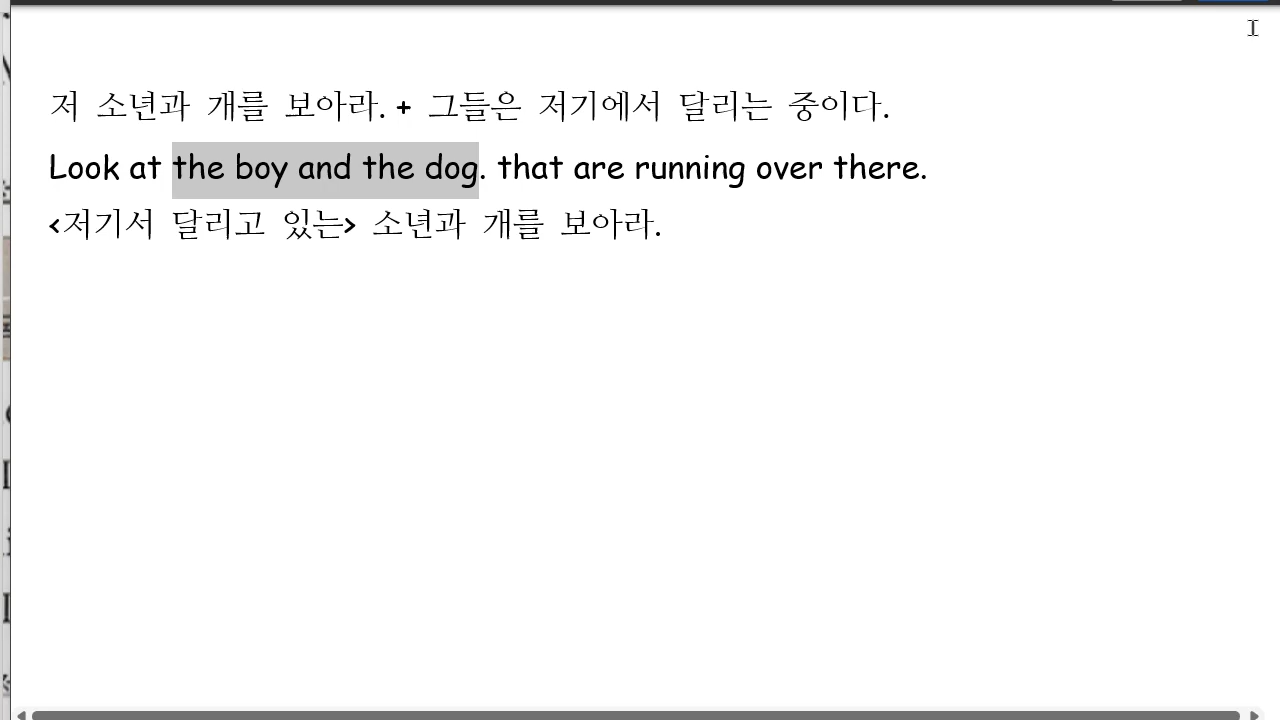 저 소년과 개를 보아라. + 그들은 저기에서 달리는 중이다.
Look at the boy and the dog. that are running over there.
<저기서 달리고 있는> 소년과 개를 보아라.